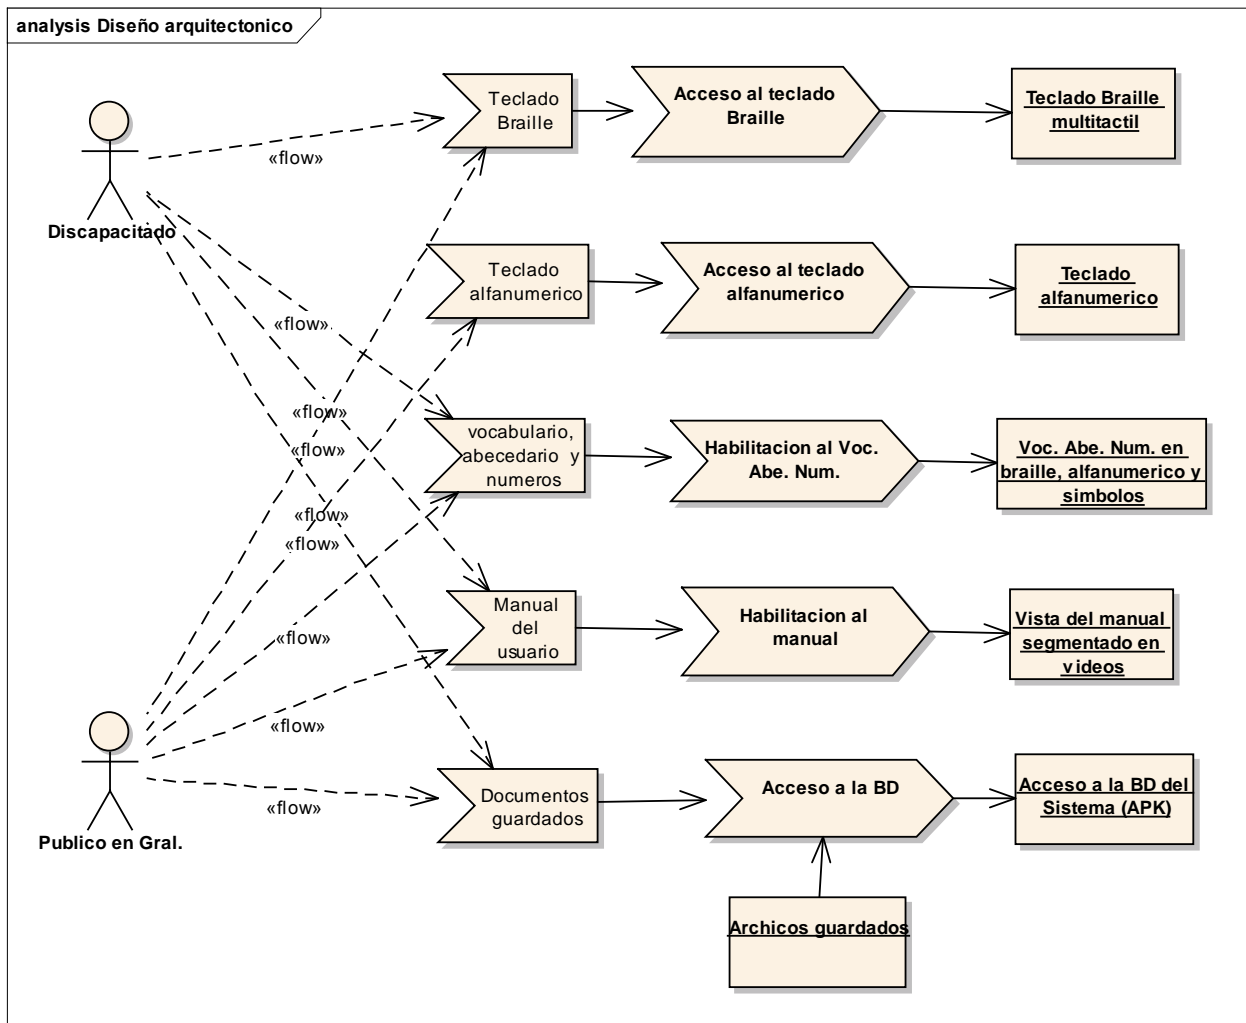 analysis Diseño arquitectonico
Teclado
Braille
Acceso al teclado
Braille
Teclado Braille
multitactil
«flow»
Discapacitado
Teclado
alfanumerico
Acceso al teclado
alfanumerico
Teclado
alfanumerico
«flow»
«flow»
«flow»
vocabulario,
abecedario y
numeros
Habilitacion al Voc.
Abe. Num.
Voc. Abe. Num. en
braille, alfanumerico y
simbolos
«flow»
«flow»
Manual
del
usuario
Habilitacion al
manual
Vista del manual
segmentado en
videos
«flow»
«flow»
«flow»
Publico en Gral.
Documentos
guardados
Acceso a la BD
Acceso a la BD del
Sistema (APK)
Archicos guardados